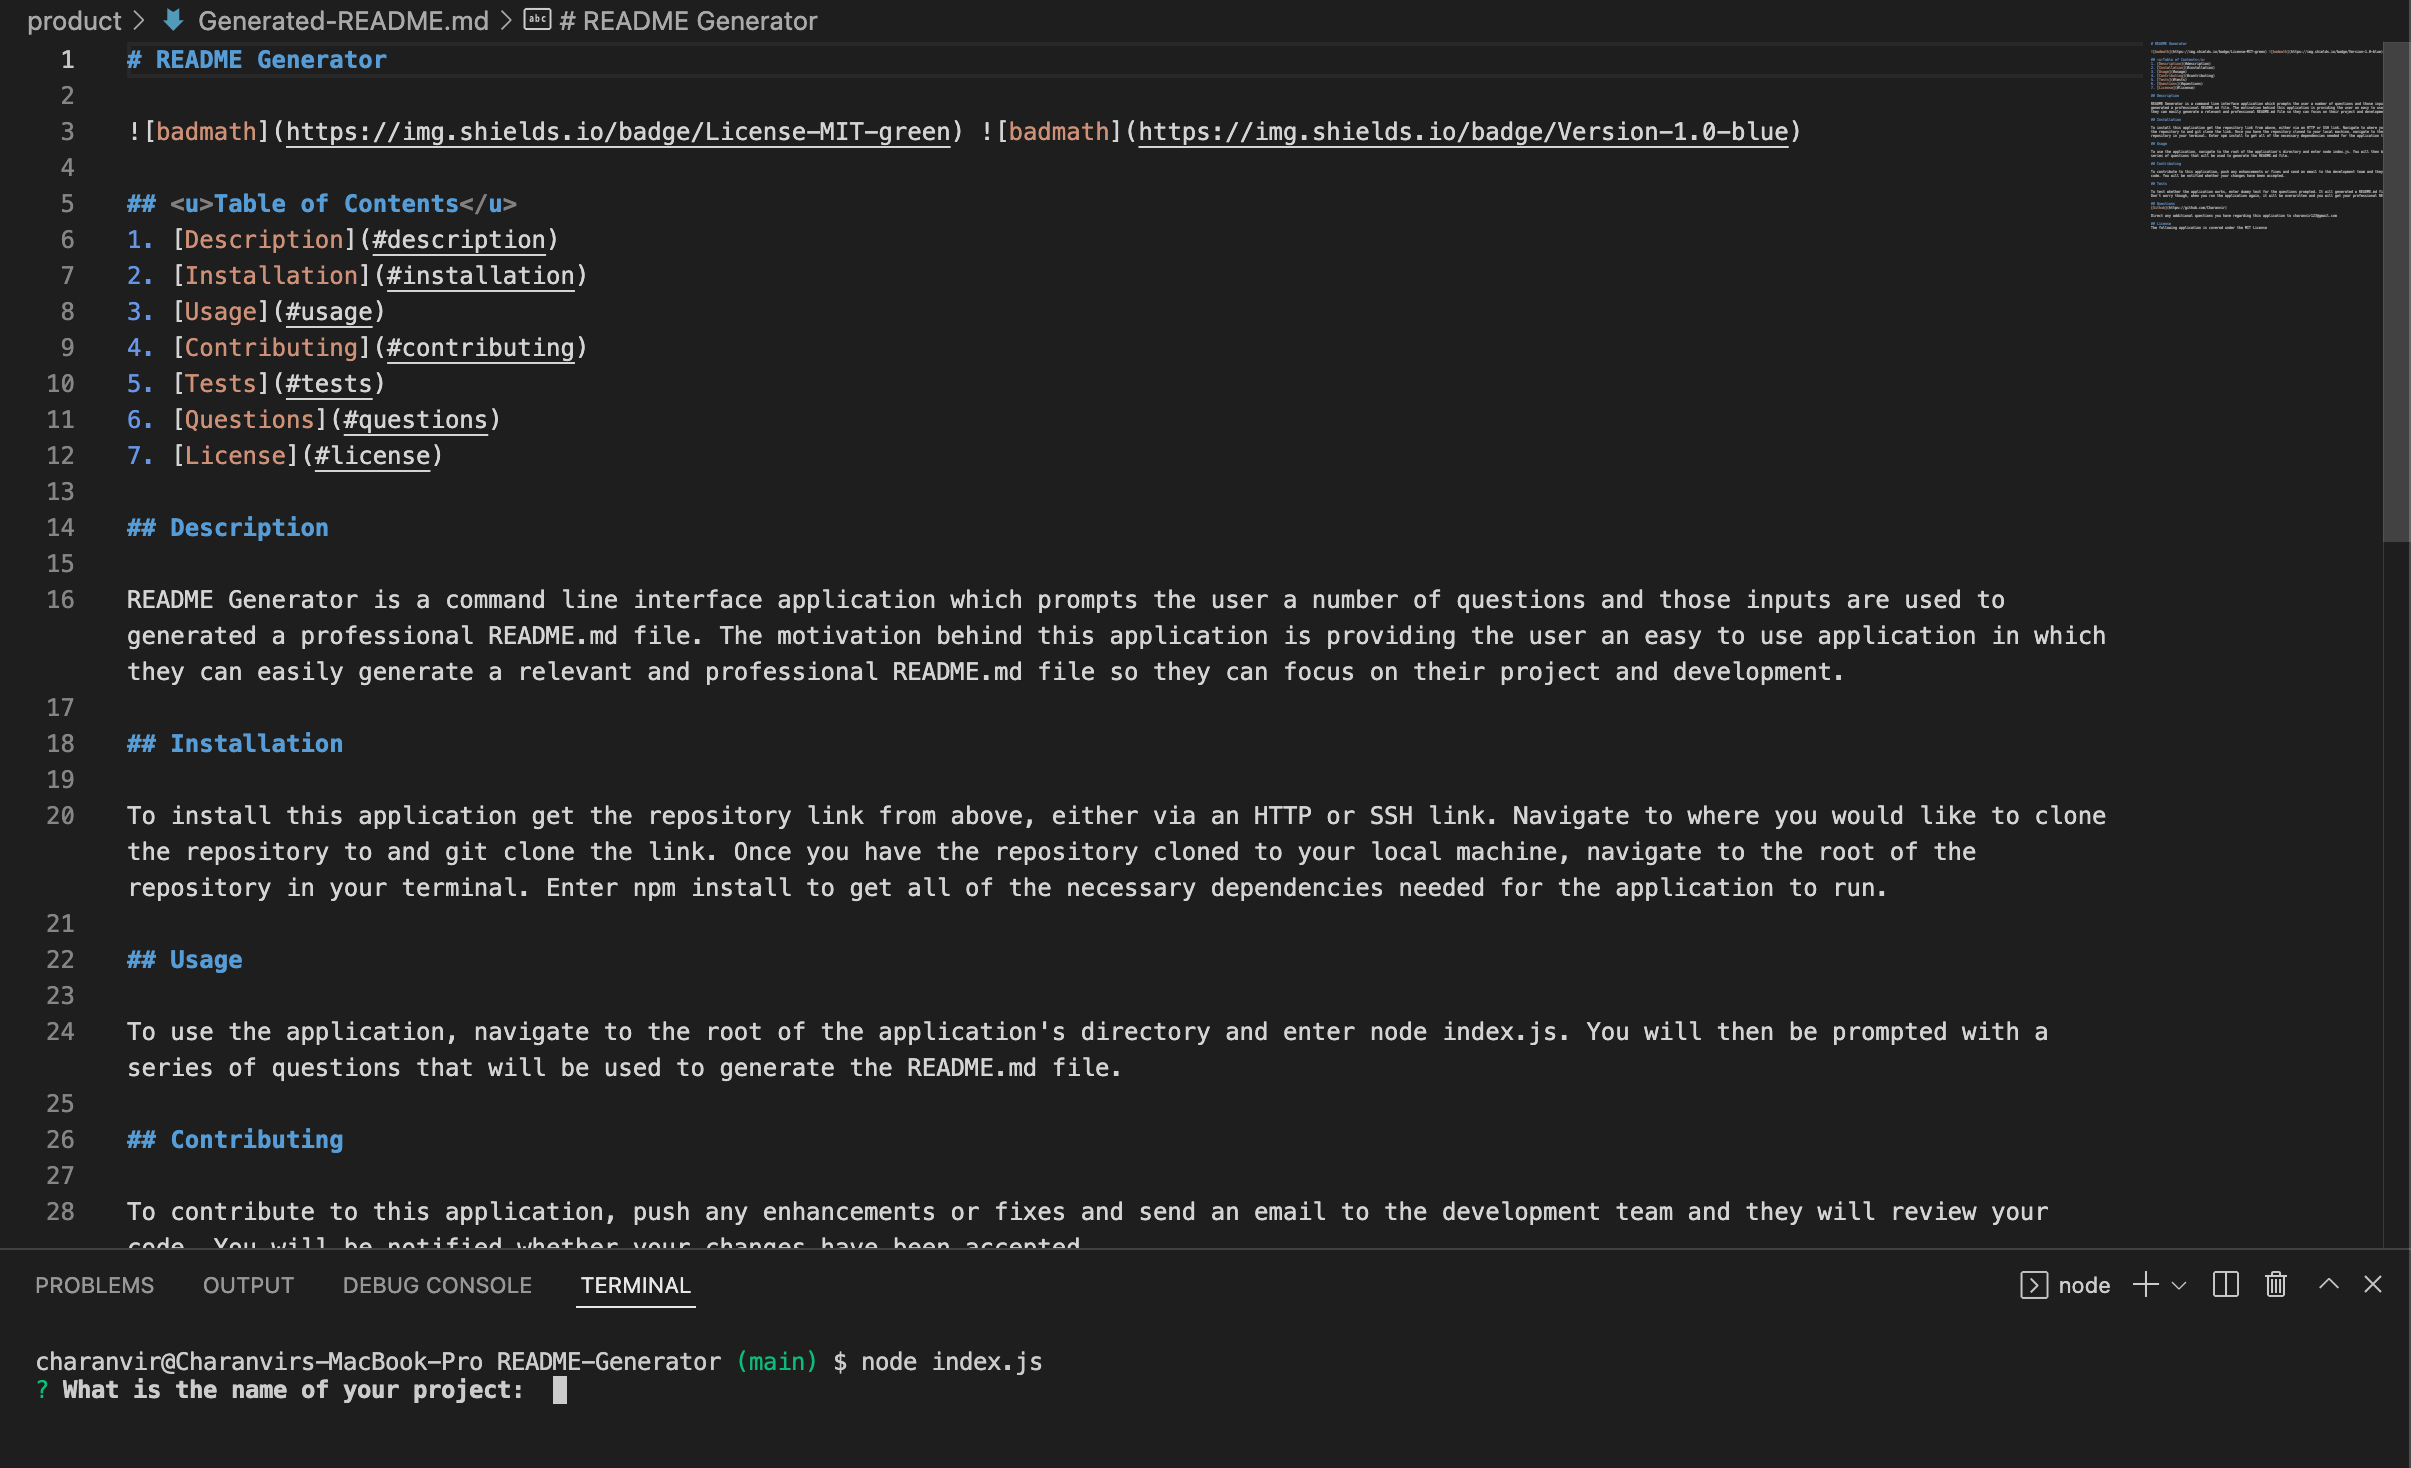 product > Generated-README.md > abc # README Generator
1 # README Generator
2
3 ![badmath](https://img.shields.io/badge/License-MIT-green) ![badmath](https://img.shields.io/badge/Version-1.0-blue)
4
5 ## <u>Table of Contents</u>
6 1. [Description](#description)
7 2. [Installation](#installation)
8 3. [Usage](#usage)
9 4. [Contributing](#contributing)
10 5. [Tests](#tests)
11 6. [Questions](#questions)
12 7. [License](#license)
13
14 ## Description
15
16 README Generator is a command line interface application which prompts the user a number of questions and those inputs are used to
generated a professional README.md file. The motivation behind this application is providing the user an easy to use application in which
they can easily generate a relevant and professional README.md file so they can focus on their project and development.
17
18 ## Installation
19
20 To install this application get the repository link from above, either via an HTTP or SSH link. Navigate to where you would like to clone
the repository to and git clone the link. Once you have the repository cloned to your local machine, navigate to the root of the
repository in your terminal. Enter npm install to get all of the necessary dependencies needed for the application to run.
21
22 ## Usage
23
24 To use the application, navigate to the root of the application's directory and enter node index.js. You will then be prompted with a
series of questions that will be used to generate the README.md file.
25
26 ## Contributing
27
28 To contribute to this application, push any enhancements or fixes and send an email to the development team and they will review your
code. You will be notified whether your changes have been accepted.
PROBLEMS OUTPUT DEBUG CONSOLE TERMINAL node
charanvir@Charanvirs-MacBook-Pro README-Generator (main) $ node index.js
? What is the name of your project: